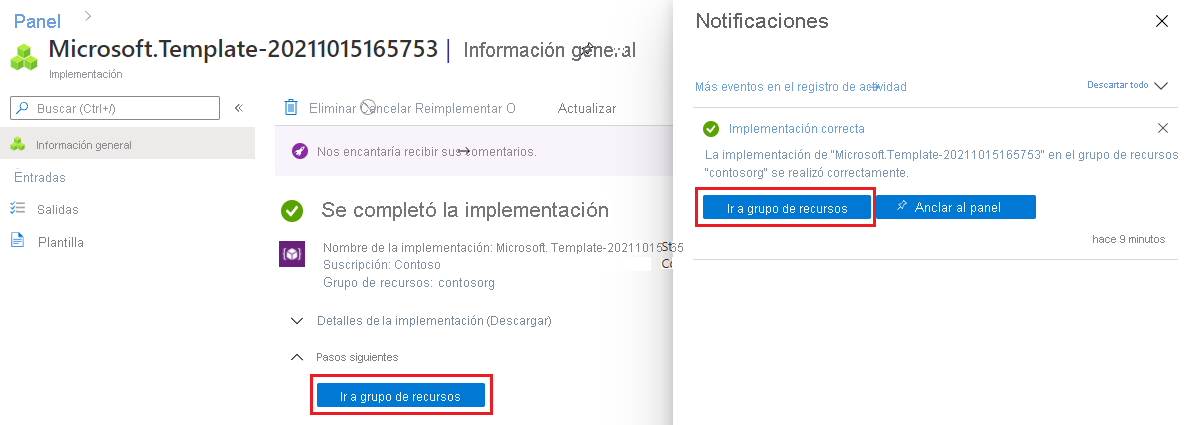 Panel
Microsoft.Template-20211015165753 | Información general
Implementación
Buscar (Ctrl+/)
Información general
Entradas
Salidas
Plantilla
Eliminar Cancelar Reimplementar O Actualizar
Nos encantaría recibir sus comentarios.
Se completó la implementación
Nombre de la implementación: Microsoft. Template-20211015
Suscripción: Contoso
Grupo de recursos: contosorg
Detalles de la implementación (Descargar)
Pasos siguientes
Ir a grupo de recursos
Notificaciones
Más eventos en el registro de actividad
Descartar todo
Implementación correcta
La implementación de "Microsoft.Template-20211015165753" en el grupo de recursos
"contosorg" se realizó correctamente.
Ir a grupo de recursos
Anclar al panel
hace 9 minutos